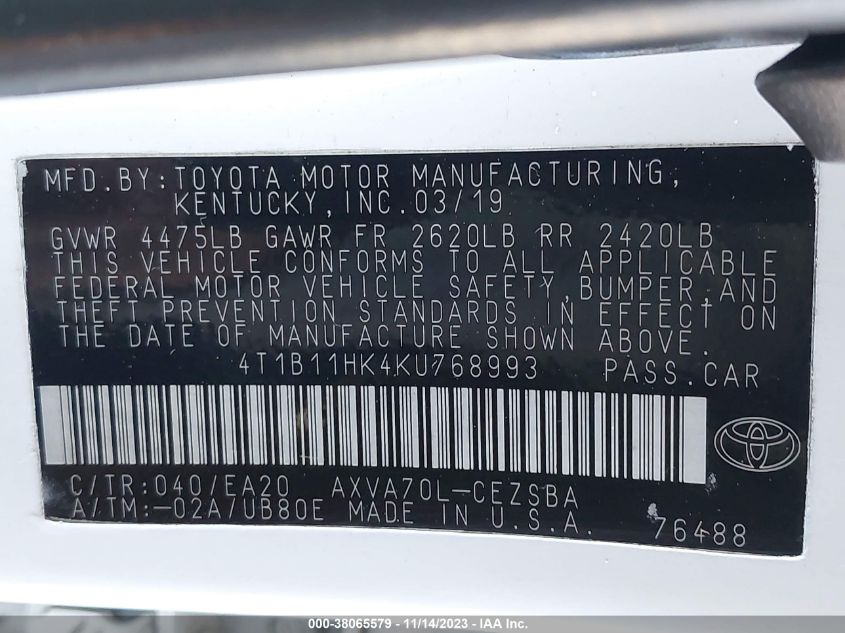 MFD.BY:TOYOTA MOTOR MANUFACTURING,
KENTUCKY,INC.03/19
GVWR 4475LB GAWR FR 2620LB RR 2420LB
THIS VEHICLE CONFORMS TO ALL APPLICABLE
FEDERAL MOTOR VEHICLE SAFETY,BUMPER,AND
THEFT PREVENTION STANDARDS IN EFFECT ON
THE DATE OF MANUFACTURE SHOWN ABOVE.
4T1B11HK4KU768993 PASS.CAR
C/TR:040/EA20 AXVA70L-CEZSBA
A/TM:-02A/UB80E MADE IN U.S.A. 76488
000-38065579 - 11/14/2023 - IAA Inc.